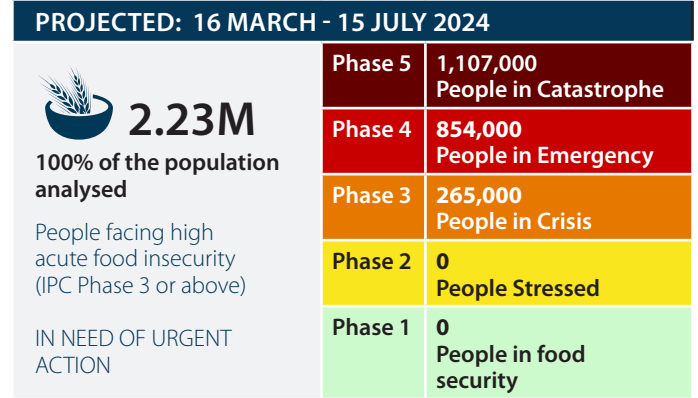 PROJECTED: 16 MARCH - 15 JULY 2024
2.23M
100% of the population
analysed
People facing high
acute food insecurity
(IPC Phase 3 or above)
IN NEED OF URGENT
ACTION
Phase 5
1,107,000
People in Catastrophe
Phase 4
854,000
People in Emergency
Phase 3
265,000
People in Crisis
Phase 2
0
People Stressed
Phase 1
0
People in food
security